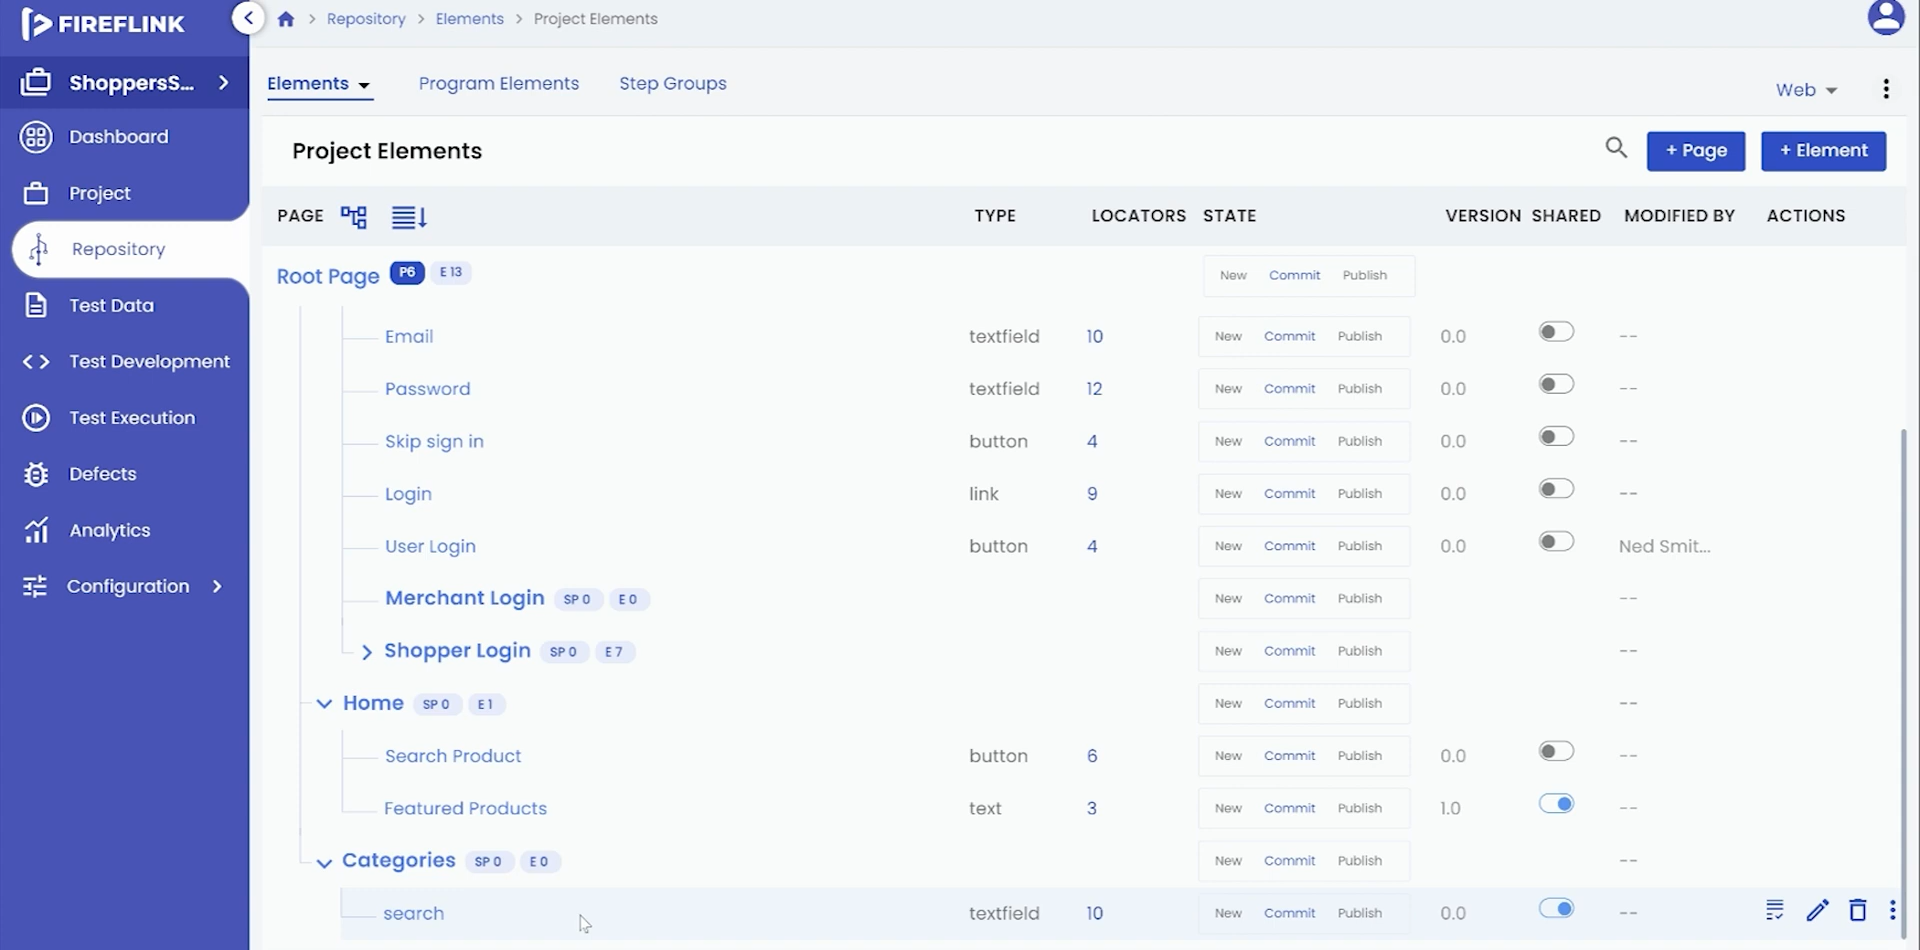 FIREFLINK
Repository > Elements > Project Elements
ShoppersS...
Dashboard
Project
Repository
Test Data
Test Development
Test Execution
Defects
Analytics
Configuration
Elements Program Elements Step Groups Web
Project Elements + Page + Element
PAGE TYPE LOCATORS STATE VERSION SHARED MODIFIED BY ACTIONS
Root Page P6 E 13 New Commit Publish
Email textfield 10 New Commit Publish 0.0 --
Password textfield 12 New Commit Publish 0.0 --
Skip sign in button 4 New Commit Publish 0.0 --
Login link 9 New Commit Publish 0.0 --
User Login button 4 New Commit Publish 0.0 Ned Smit...
Merchant Login SP 0 E 0 New Commit Publish --
Shopper Login SP 0 E 7 New Commit Publish --
Home SP 0 E 1 New Commit Publish --
Search Product button 6 New Commit Publish 0.0 --
Featured Products text 3 New Commit Publish 1.0 --
Categories SP 0 E 0 New Commit Publish --
search textfield 10 New Commit Publish 0.0 --